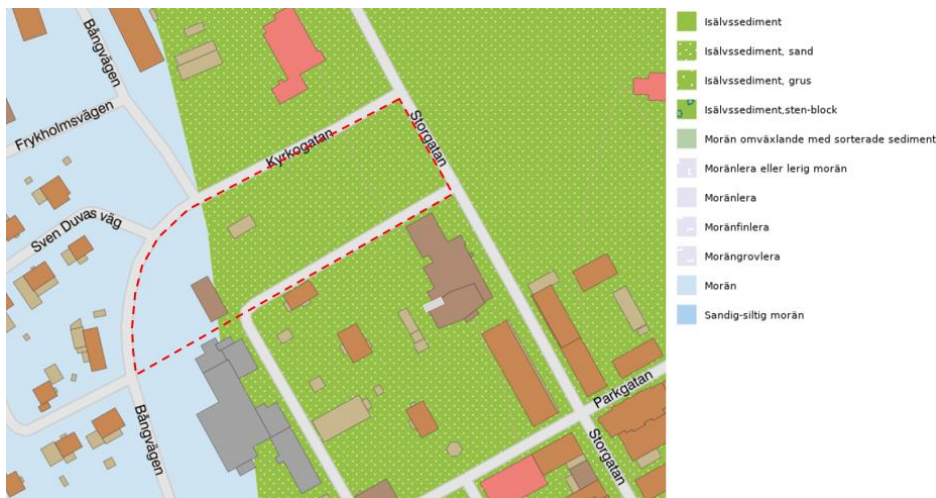 Bångvägen
Frykholmsvägen
Kyrkogatan
Storgatan
Sven Duvas väg
Bångvägen
Parkgatan
Storgatan
Isälvssediment
Isälvssediment, sand
Isälvssediment, grus
Isälvssediment,sten-block
Morän omväxlande med sorterade sediment
Moränlera eller lerig morän
Moränlera
Moränfinlera
Morängrovlera
Morän
Sandig-siltig morän